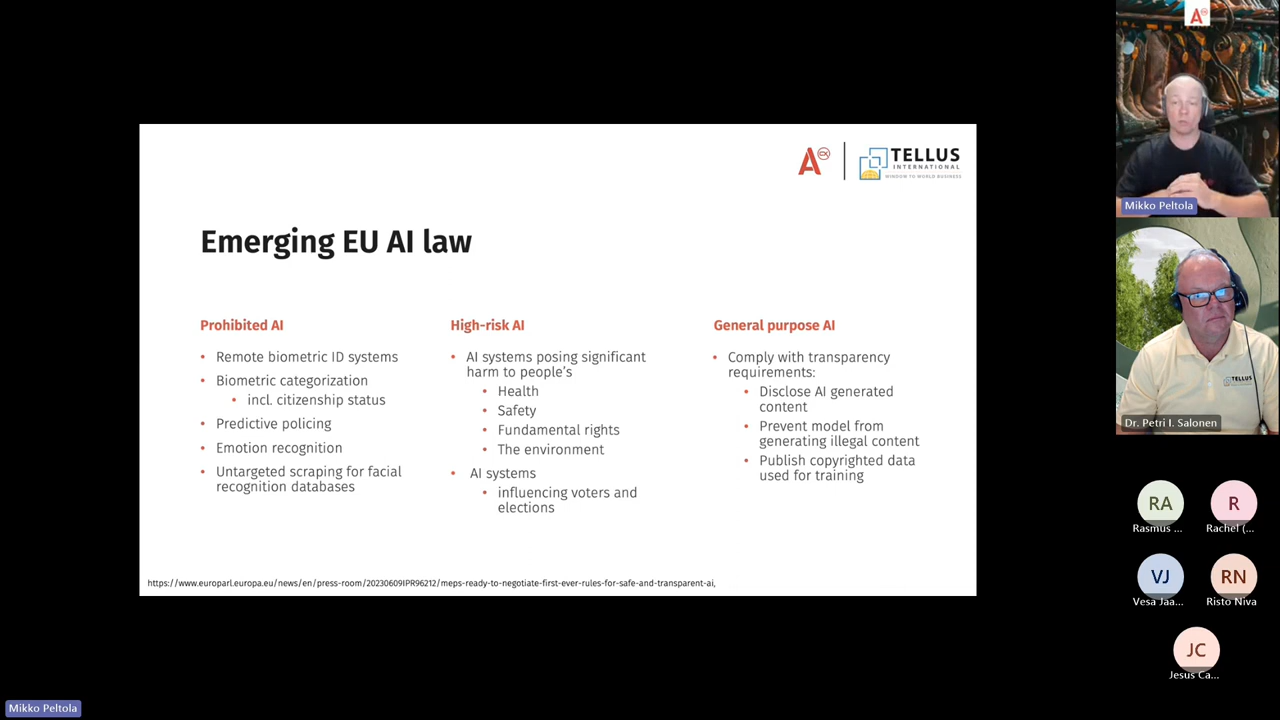 A CX
TELLUS
INTERNATIONAL
WINDOW TO WORLD BUSINESS
Emerging EU AI law
Prohibited AI
• Remote biometric ID systems
• Biometric categorization
• incl. citizenship status
• Predictive policing
• Emotion recognition
• Untargeted scraping for facial
recognition databases
High-risk AI
• AI systems posing significant
harm to people’s
• Health
• Safety
• Fundamental rights
• The environment
• AI systems
• influencing voters and
elections
General purpose AI
• Comply with transparency
requirements:
• Disclose AI generated
content
• Prevent model from
generating illegal content
• Publish copyrighted data
used for training
https://www.europarl.europa.eu/news/en/press-room/20230609IPR96212/meps-ready-to-negotiate-first-ever-rules-for-safe-and-transparent-ai,
A
Mikko Peltola
TELLUS
Dr. Petri I. Salonen
RA
Rasmus ...
R
Rachel (...
VJ
Vesa Jaa...
RN
Risto Niva
JC
Jesus Ca...
Mikko Peltola